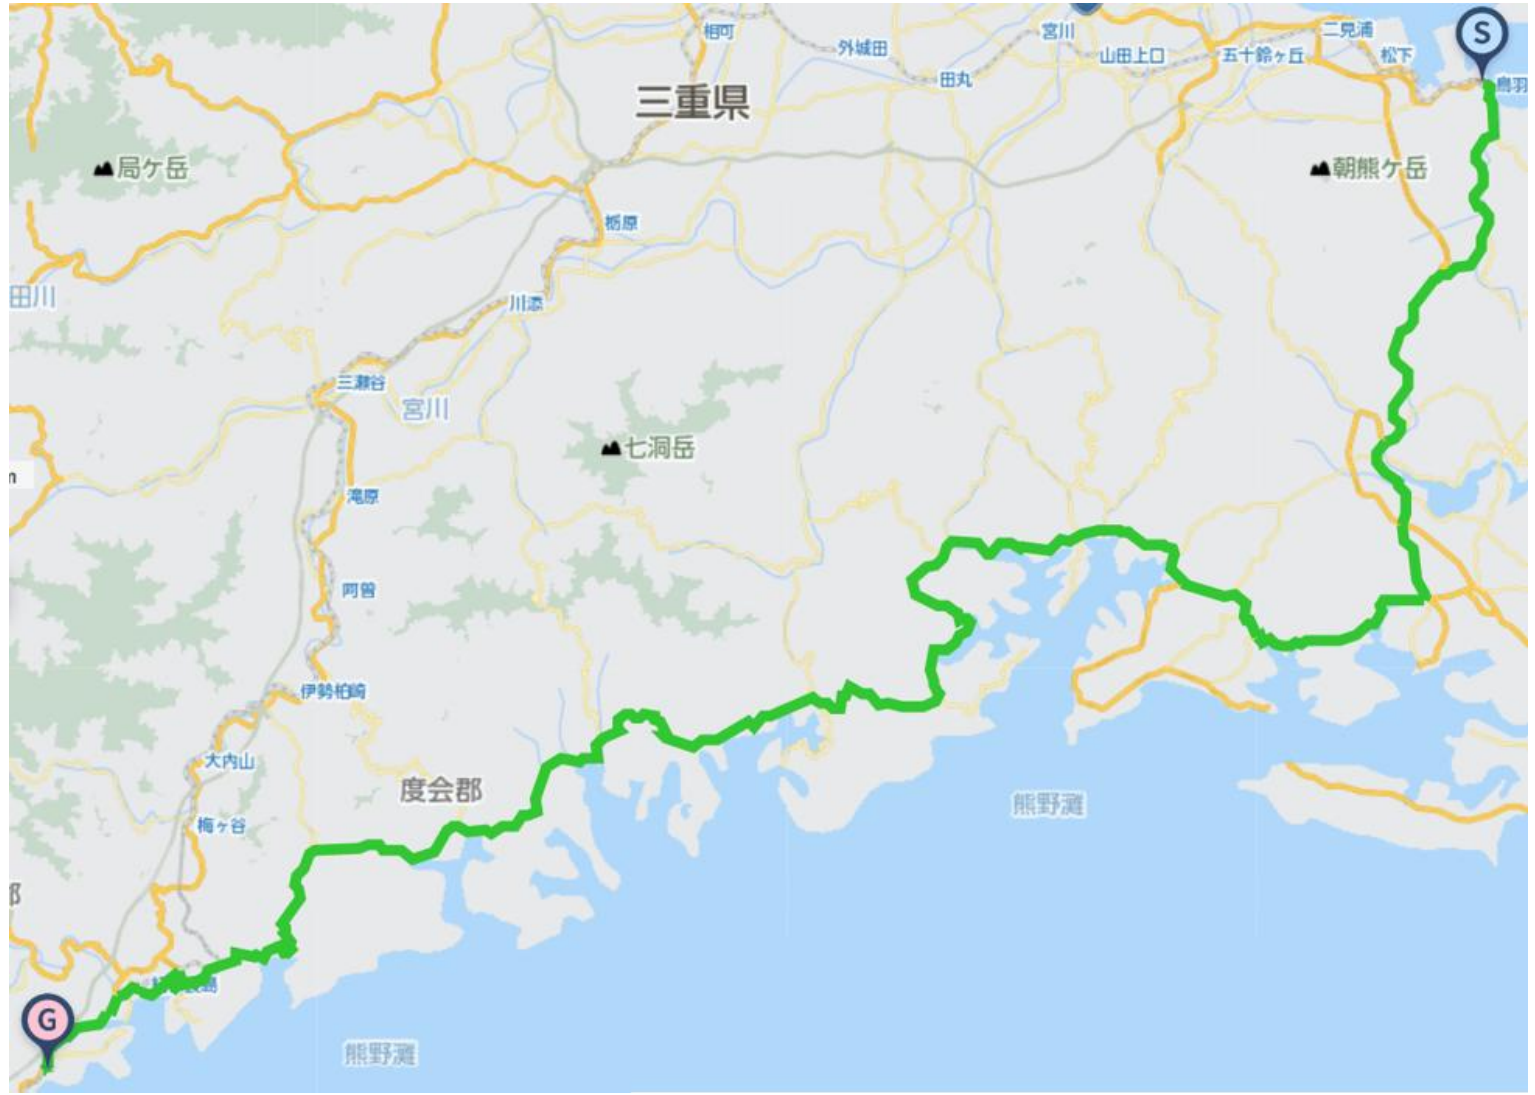 相可
外城田
宮川
二見浦
S
山田上口
五十鈴ヶ丘
松下
田丸
鳥羽
三重県
局ケ岳
朝熊ケ岳
栃原
田川
川添
三瀬谷
宮川
七洞岳
滝原
阿曽
伊勢柏崎
大内山
度会郡
熊野灘
梅ヶ谷
G
熊野灘